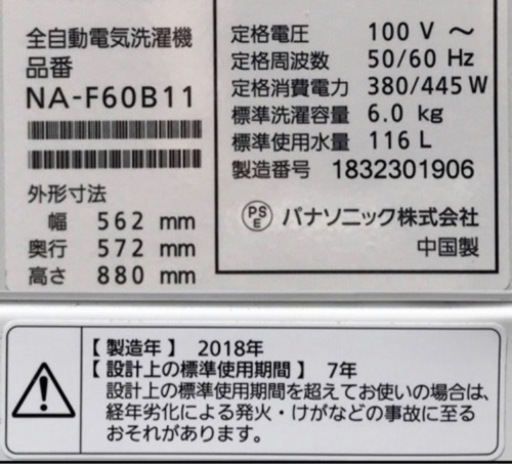 全自動電気洗濯機
品番
NA-F60B11
外形寸法
幅 562 mm
奥行 572 mm
高さ 880 mm
定格電圧 100 V ～
定格周波数 50/60 Hz
定格消費電力 380/445 W
標準洗濯容量 6.0 kg
標準使用水量 116 L
製造番号 1832301906
PS
E パナソニック株式会社
中国製
【 製造年 】 2018年
【 設計上の標準使用期間 】 7年
設計上の標準使用期間を超えてお使いの場合は、
経年劣化による発火・けがなどの事故に至る
おそれがあります。